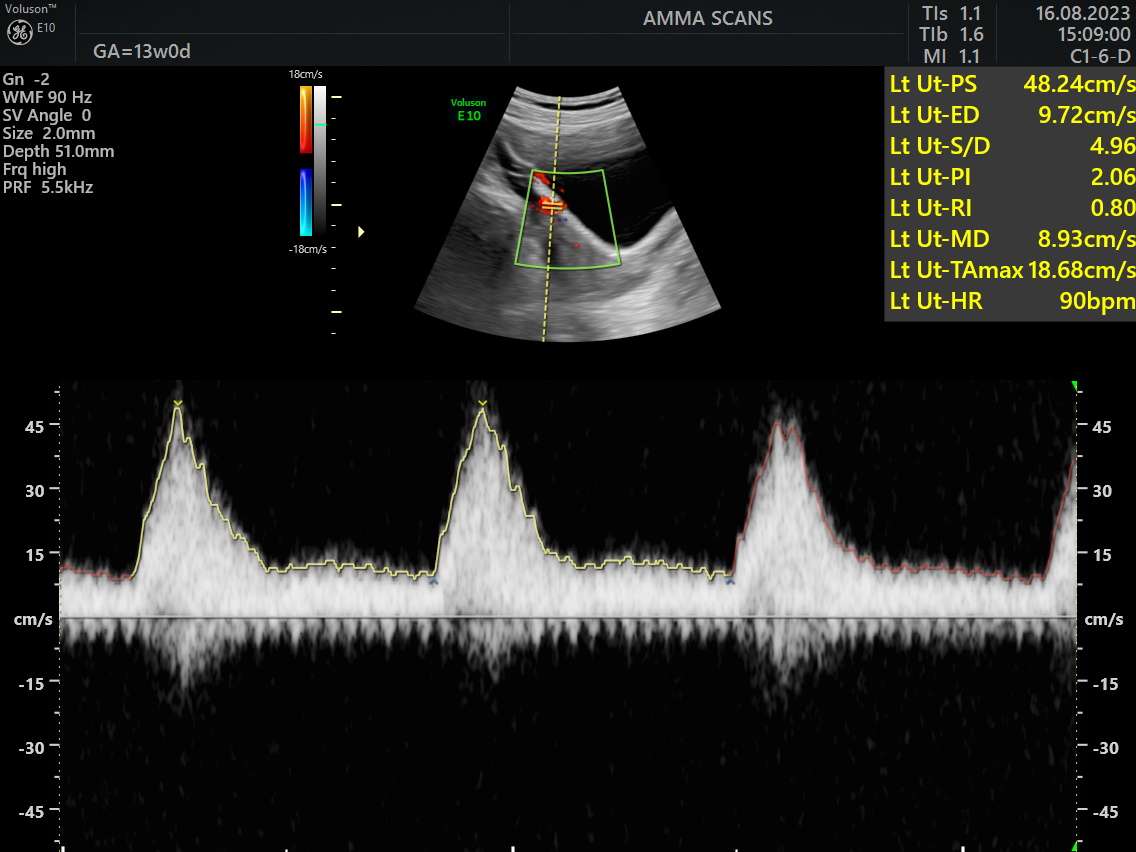 Voluson™
E10
GA=13w0d
AMMA SCANS
TIs 1.1
TIb 1.6
MI 1.1
16.08.2023
15:09:00
C1-6-D
Gn -2
WMF 90 Hz
SV Angle 0
Size 2.0mm
Depth 51.0mm
Frq high
PRF 5.5kHz
18cm/s
-18cm/s
Voluson
E10
Lt Ut-PS 48.24cm/s
Lt Ut-ED 9.72cm/s
Lt Ut-S/D 4.96
Lt Ut-PI 2.06
Lt Ut-RI 0.80
Lt Ut-MD 8.93cm/s
Lt Ut-TAmax 18.68cm/s
Lt Ut-HR 90bpm
45 45
30 30
15 15
cm/s cm/s
-15 -15
-30 -30
-45 -45